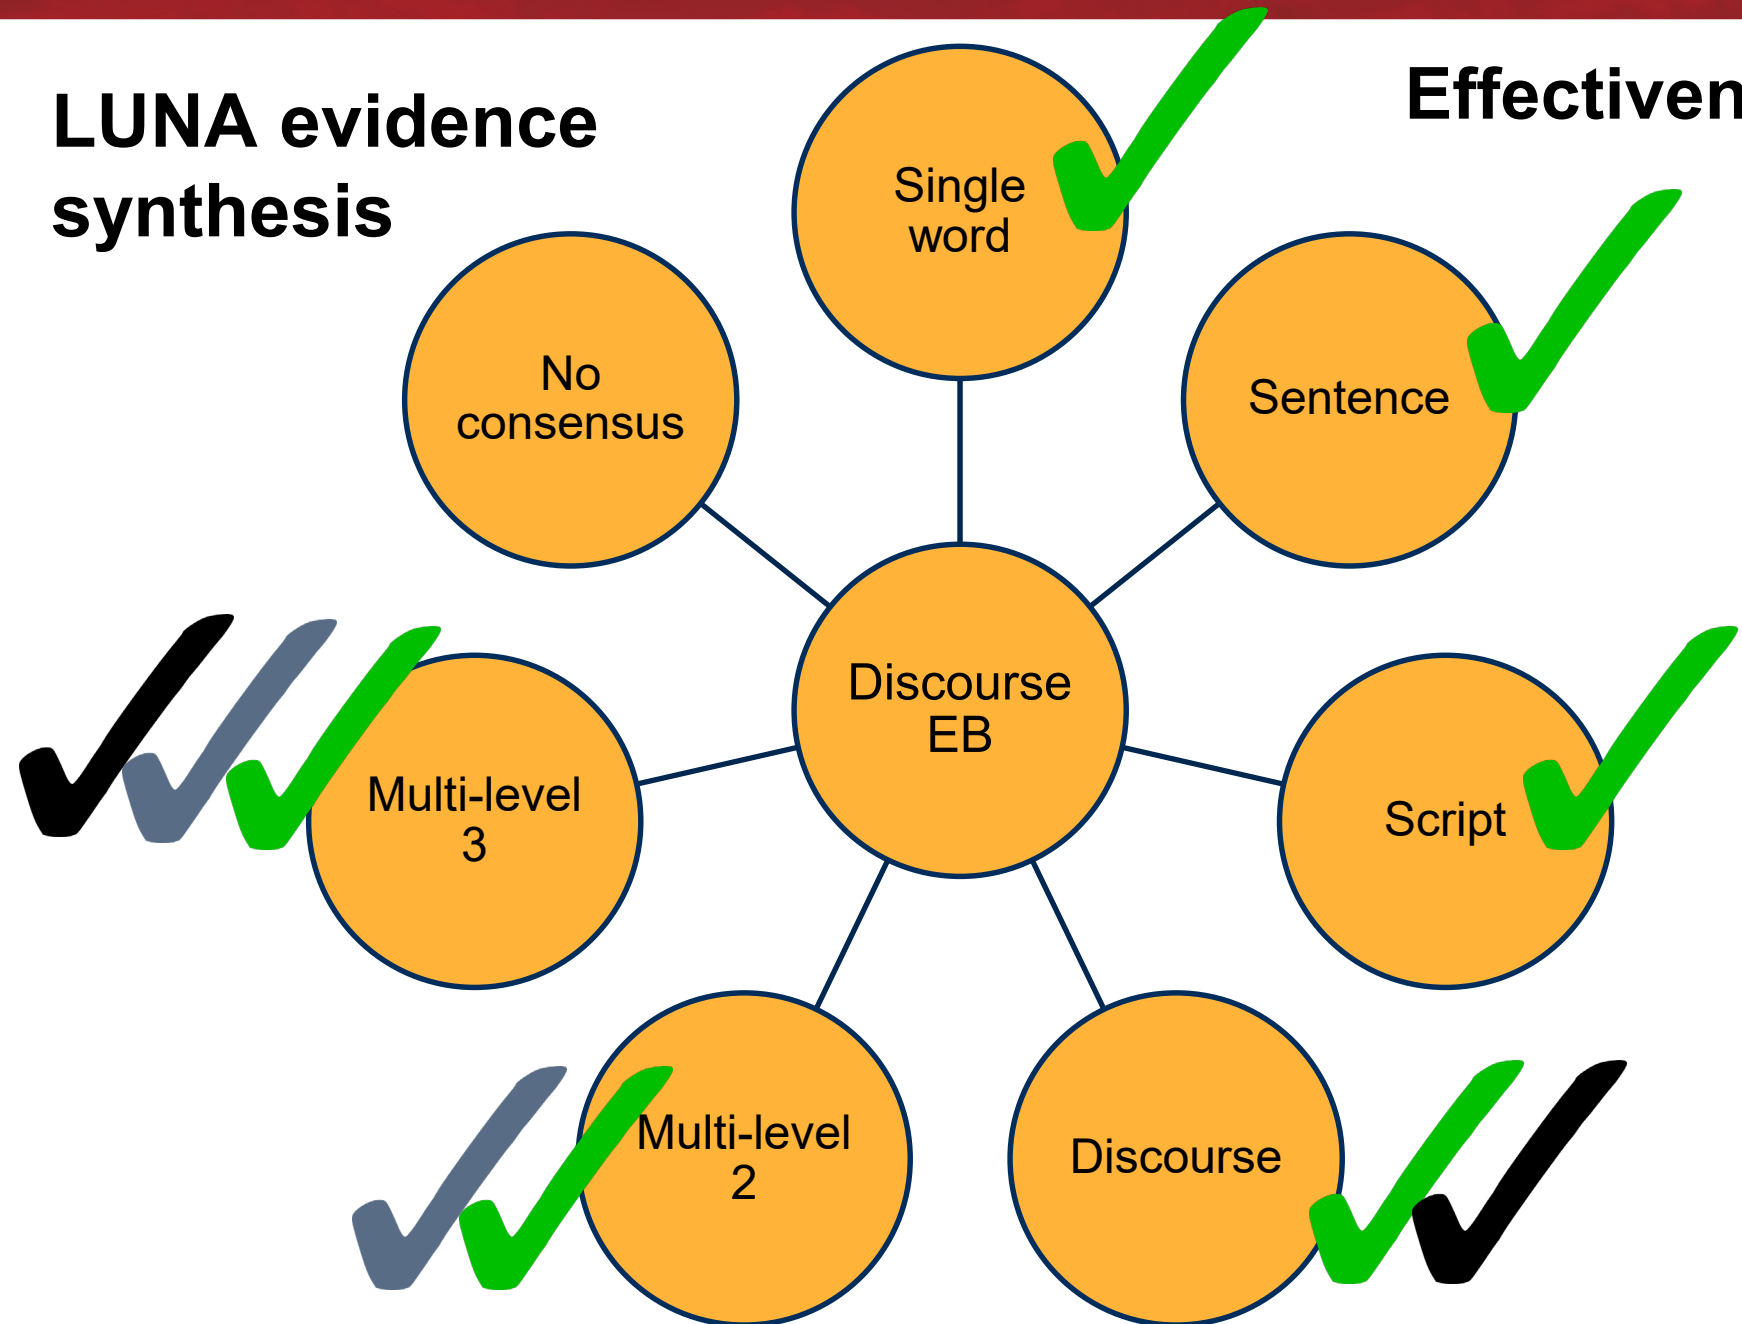 LUNA evidence
synthesis
Effectiven
Single
word
Sentence
No
consensus
Discourse
EB
Script
Multi-level
3
Multi-level
2
Discourse